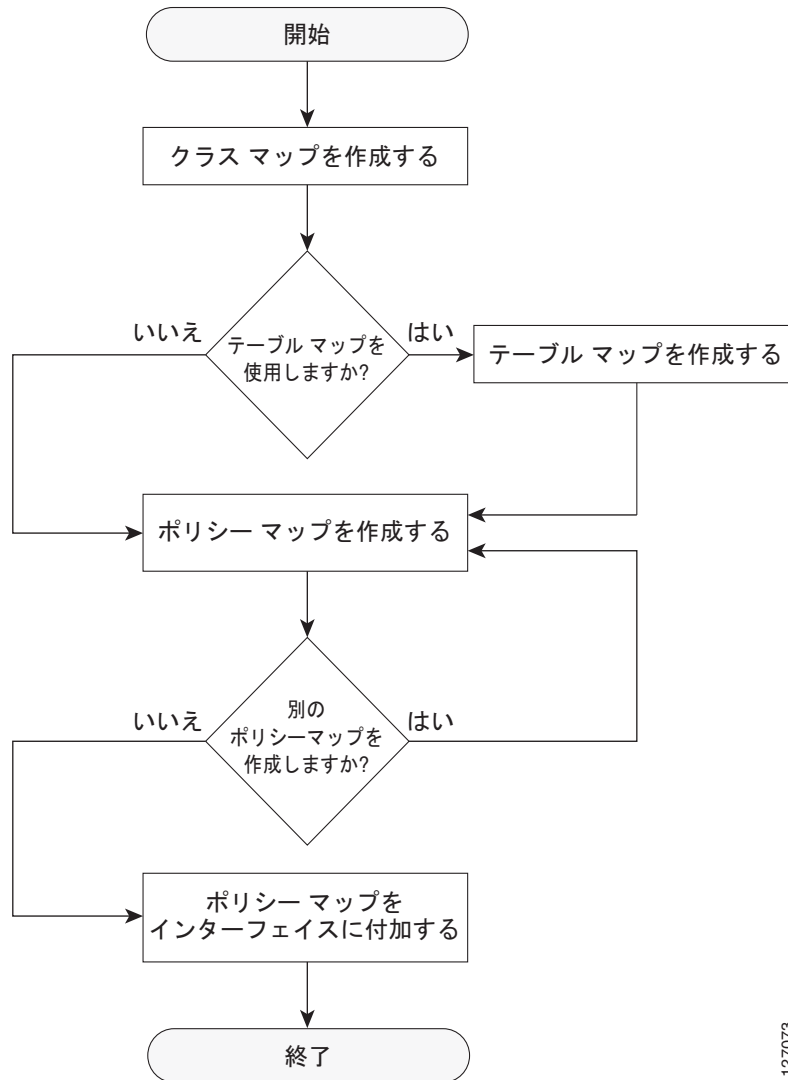 開始
クラス マップを作成する
いいえ
テーブル マップを
使用しますか?
はい
テーブル マップを作成する
ポリシー マップを作成する
いいえ
別の
ポリシーマップを
作成しますか?
はい
ポリシー マップを
インターフェイスに付加する
終了
127073